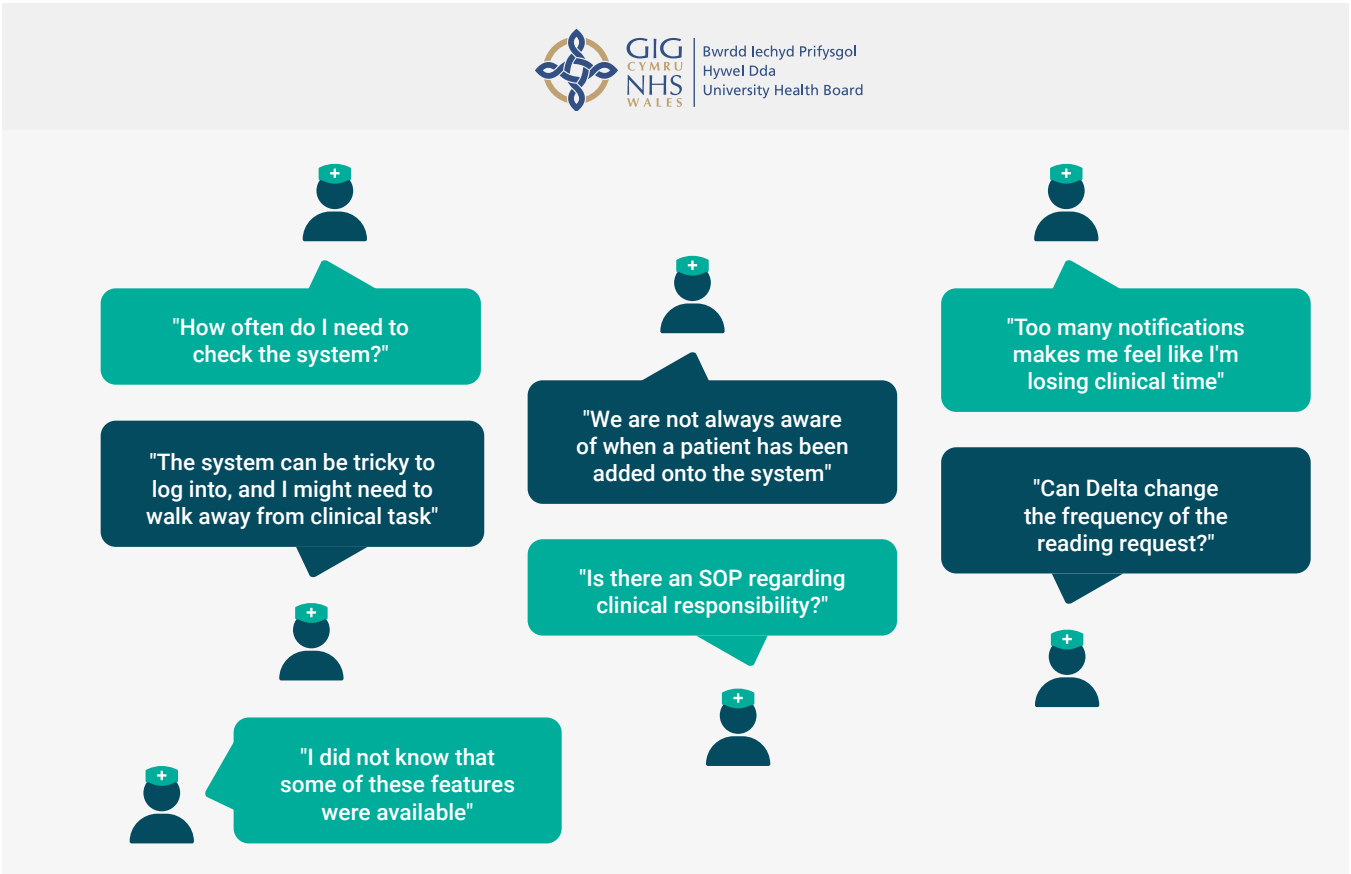 GIG
CYMRU
NHS
WALES
Bwrdd Iechyd Prifysgol
Hywel Dda
University Health Board
"How often do I need to
check the system?"
"The system can be tricky to
log into, and I might need to
walk away from clinical task"
"I did not know that
some of these features
were available"
"We are not always aware
of when a patient has been
added onto the system"
"Is there an SOP regarding
clinical responsibility?"
"Too many notifications
makes me feel like I'm
losing clinical time"
"Can Delta change
the frequency of the
reading request?"